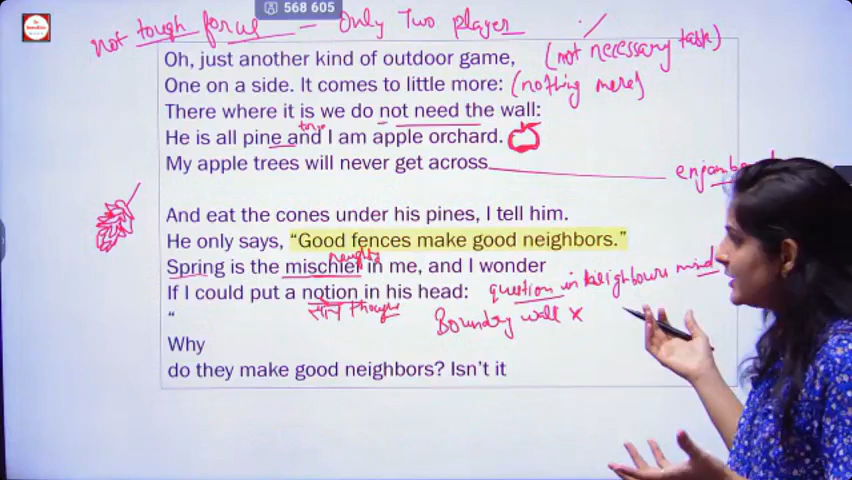 568 605
not tough for us - Only Two player
Oh, just another kind of outdoor game, (not necessary task)
One on a side. It comes to little more: (nothing more)
There where it is we do not need the wall:
He is all pine and I am apple orchard.
My apple trees will never get across
And eat the cones under his pines, I tell him.
He only says, “Good fences make good neighbors.”
Spring is the mischief in me, and I wonder
If I could put a notion in his head: question in neighbours mind
thought
“ Boundry wall x
Why
do they make good neighbors? Isn’t it